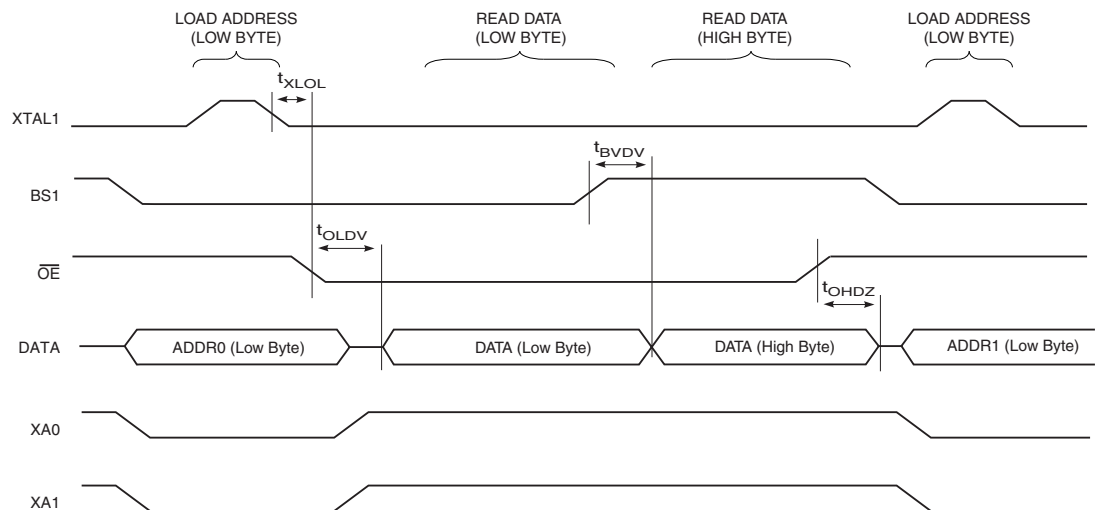 LOAD ADDRESS
(LOW BYTE)
READ DATA
(LOW BYTE)
READ DATA
(HIGH BYTE)
LOAD ADDRESS
(LOW BYTE)
tXLOL
XTAL1
tBVDV
BS1
tOLDV
OE
tOHDZ
DATA
ADDR0 (Low Byte)
DATA (Low Byte)
DATA (High Byte)
ADDR1 (Low Byte)
XA0
XA1